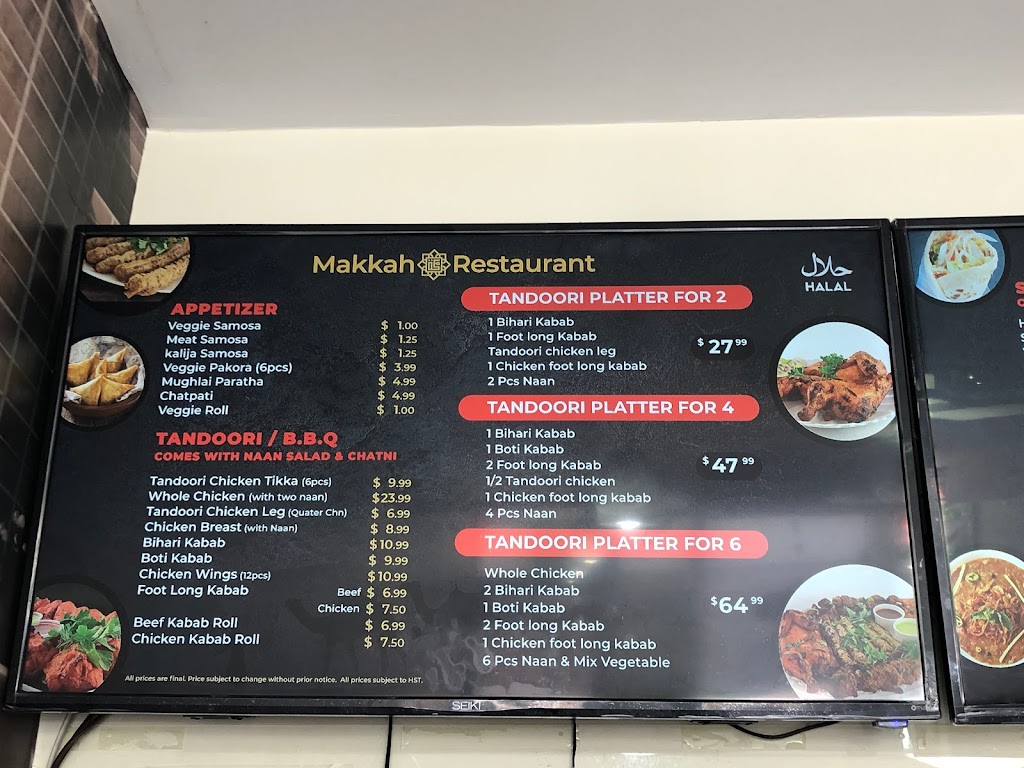 Makkah Restaurant
حلال
HALAL
APPETIZER
Veggie Samosa $ 1.00
Meat Samosa $ 1.25
kalija Samosa $ 1.25
Veggie Pakora (6pcs) $ 3.99
Mughlai Paratha $ 4.99
Chatpati $ 4.99
Veggie Roll $ 1.00
TANDOORI / B.B.Q
COMES WITH NAAN SALAD & CHATNI
Tandoori Chicken Tikka (6pcs) $ 9.99
Whole Chicken (with two naan) $23.99
Tandoori Chicken Leg (Quater Chn) $ 6.99
Chicken Breast (with Naan) $ 8.99
Bihari Kabab $10.99
Boti Kabab $ 9.99
Chicken Wings (12pcs) $10.99
Foot Long Kabab Beef $ 6.99
Chicken $ 7.50
Beef Kabab Roll $ 6.99
Chicken Kabab Roll $ 7.50
All prices are final. Price subject to change without prior notice. All prices subject to HST.
TANDOORI PLATTER FOR 2
1 Bihari Kabab
1 Foot long Kabab
Tandoori chicken leg
1 Chicken foot long kabab
2 Pcs Naan
$ 27 99
TANDOORI PLATTER FOR 4
1 Bihari Kabab
1 Boti Kabab
2 Foot long Kabab
1/2 Tandoori chicken
1 Chicken foot long kabab
4 Pcs Naan
$ 47 99
TANDOORI PLATTER FOR 6
Whole Chicken
2 Bihari Kabab
1 Boti Kabab
2 Foot long Kabab
1 Chicken foot long kabab
6 Pcs Naan & Mix Vegetable
$ 64 99
SEIKI